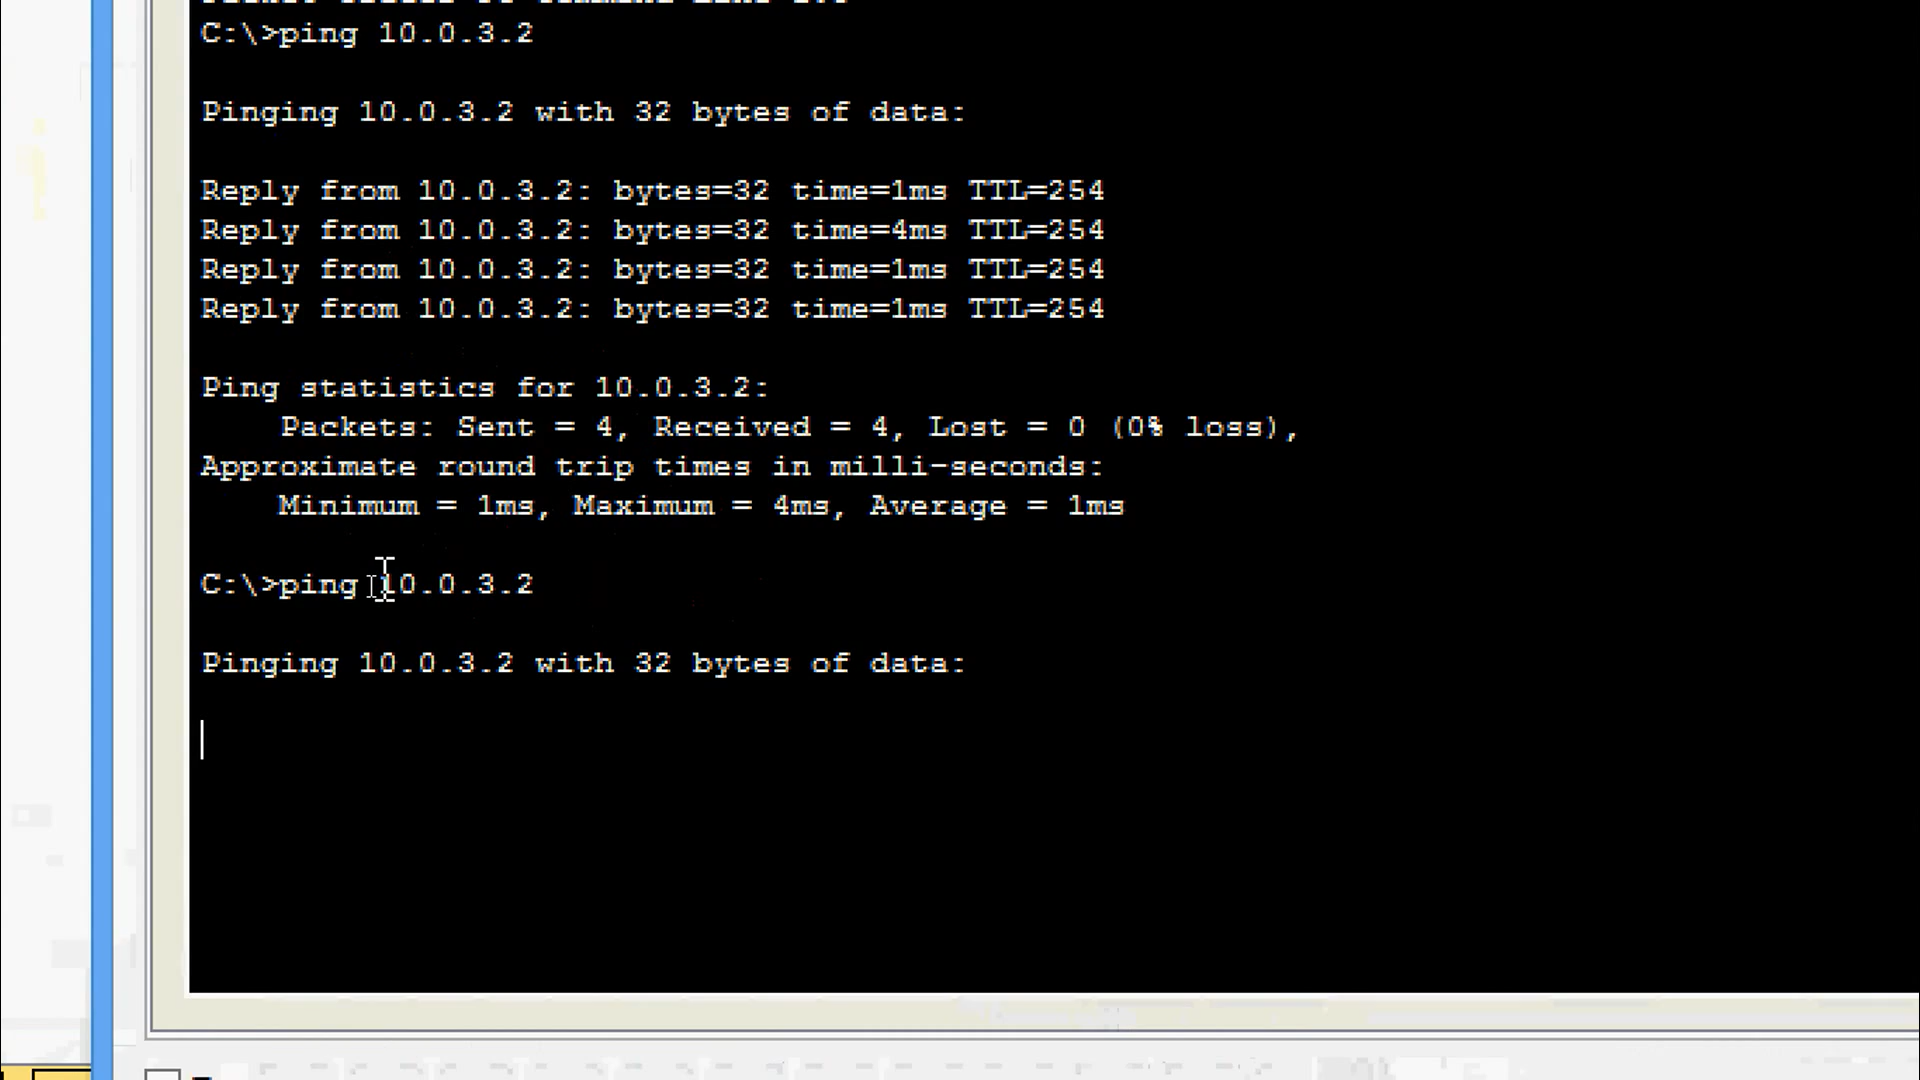 C:\>ping 10.0.3.2
Pinging 10.0.3.2 with 32 bytes of data:
Reply from 10.0.3.2: bytes=32 time=1ms TTL=254
Reply from 10.0.3.2: bytes=32 time=4ms TTL=254
Reply from 10.0.3.2: bytes=32 time=1ms TTL=254
Reply from 10.0.3.2: bytes=32 time=1ms TTL=254
Ping statistics for 10.0.3.2:
Packets: Sent = 4, Received = 4, Lost = 0 (0% loss),
Approximate round trip times in milli-seconds:
Minimum = 1ms, Maximum = 4ms, Average = 1ms
C:\>ping 10.0.3.2
Pinging 10.0.3.2 with 32 bytes of data: